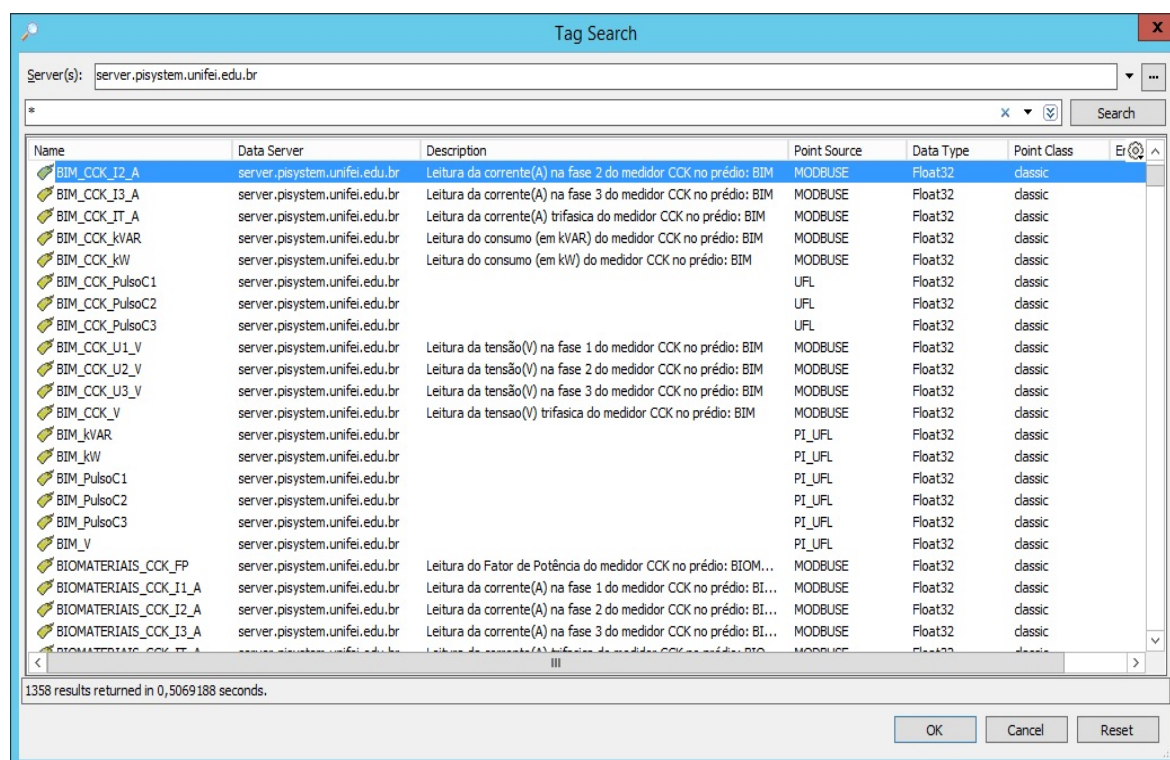 Tag Search
x
Server(s): server.pisystem.unifei.edu.br ...
* x Search
Name Data Server Description Point Source Data Type Point Class
BIM_CCK_I2_A server.pisystem.unifei.edu.br Leitura da corrente(A) na fase 2 do medidor CCK no prédio: BIM MODBUSE Float32 classic
BIM_CCK_I3_A server.pisystem.unifei.edu.br Leitura da corrente(A) na fase 3 do medidor CCK no prédio: BIM MODBUSE Float32 classic
BIM_CCK_IT_A server.pisystem.unifei.edu.br Leitura da corrente(A) trifasica do medidor CCK no prédio: BIM MODBUSE Float32 classic
BIM_CCK_kVAR server.pisystem.unifei.edu.br Leitura do consumo (em kVAR) do medidor CCK no prédio: BIM MODBUSE Float32 classic
BIM_CCK_kW server.pisystem.unifei.edu.br Leitura do consumo (em kW) do medidor CCK no prédio: BIM MODBUSE Float32 classic
BIM_CCK_PulsoC1 server.pisystem.unifei.edu.br UFL Float32 classic
BIM_CCK_PulsoC2 server.pisystem.unifei.edu.br UFL Float32 classic
BIM_CCK_PulsoC3 server.pisystem.unifei.edu.br UFL Float32 classic
BIM_CCK_U1_V server.pisystem.unifei.edu.br Leitura da tensão(V) na fase 1 do medidor CCK no prédio: BIM MODBUSE Float32 classic
BIM_CCK_U2_V server.pisystem.unifei.edu.br Leitura da tensão(V) na fase 2 do medidor CCK no prédio: BIM MODBUSE Float32 classic
BIM_CCK_U3_V server.pisystem.unifei.edu.br Leitura da tensão(V) na fase 3 do medidor CCK no prédio: BIM MODBUSE Float32 classic
BIM_CCK_V server.pisystem.unifei.edu.br Leitura da tensao(V) trifasica do medidor CCK no prédio: BIM MODBUSE Float32 classic
BIM_kVAR server.pisystem.unifei.edu.br PI_UFL Float32 classic
BIM_kW server.pisystem.unifei.edu.br PI_UFL Float32 classic
BIM_PulsoC1 server.pisystem.unifei.edu.br PI_UFL Float32 classic
BIM_PulsoC2 server.pisystem.unifei.edu.br PI_UFL Float32 classic
BIM_PulsoC3 server.pisystem.unifei.edu.br PI_UFL Float32 classic
BIM_V server.pisystem.unifei.edu.br PI_UFL Float32 classic
BIOMATERIAIS_CCK_FP server.pisystem.unifei.edu.br Leitura do Fator de Potência do medidor CCK no prédio: BIOM... MODBUSE Float32 classic
BIOMATERIAIS_CCK_I1_A server.pisystem.unifei.edu.br Leitura da corrente(A) na fase 1 do medidor CCK no prédio: BI... MODBUSE Float32 classic
BIOMATERIAIS_CCK_I2_A server.pisystem.unifei.edu.br Leitura da corrente(A) na fase 2 do medidor CCK no prédio: BI... MODBUSE Float32 classic
BIOMATERIAIS_CCK_I3_A server.pisystem.unifei.edu.br Leitura da corrente(A) na fase 3 do medidor CCK no prédio: BI... MODBUSE Float32 classic
1358 results returned in 0,5069188 seconds.
OK Cancel Reset